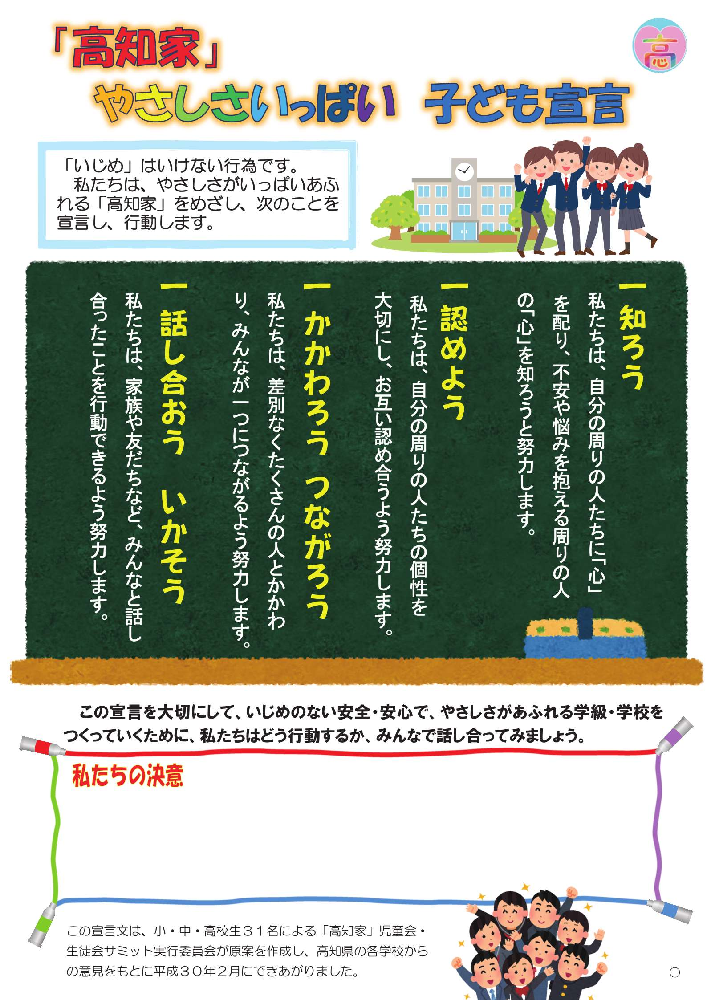 「高知家」
高
心
やさしさいっぱい 子ども宣言
「いじめ」はいけない行為です。
私たちは、やさしさがいっぱいあふ
れる「高知家」をめざし、次のことを
宣言し、行動します。
一 知ろう
私たちは、自分の周りの人たちに「心」
を配り、不安や悩みを抱える周りの人
の「心」を知ろうと努力します。
一 認めよう
私たちは、自分の周りの人たちの個性を
大切にし、お互い認め合うよう努力します。
一 かかわろう つながろう
私たちは、差別なくたくさんの人とかかわ
り、みんなが一つにつながるよう努力します。
一 話し合おう いかそう
私たちは、家族や友だちなど、みんなと話し
合ったことを行動できるよう努力します。
この宣言を大切にして、いじめのない安全・安心で、やさしさがあふれる学級・学校を
つくっていくために、私たちはどう行動するか、みんなで話し合ってみましょう。
私たちの決意
この宣言文は、小・中・高校生３１名による「高知家」児童会・
生徒会サミット実行委員会が原案を作成し、高知県の各学校から
の意見をもとに平成３０年２月にできあがりました。
○